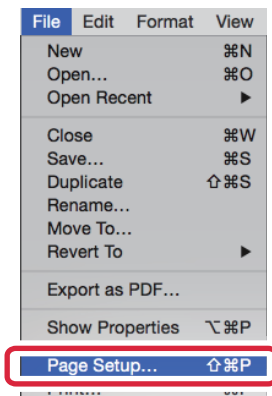 File Edit Format View
New ⌘N
Open... ⌘O
Open Recent ▶
Close ⌘W
Save... ⌘S
Duplicate ⇧⌘S
Rename...
Move To...
Revert To ▶
Export as PDF...
Show Properties ⌥⌘P
Page Setup... ⇧⌘P